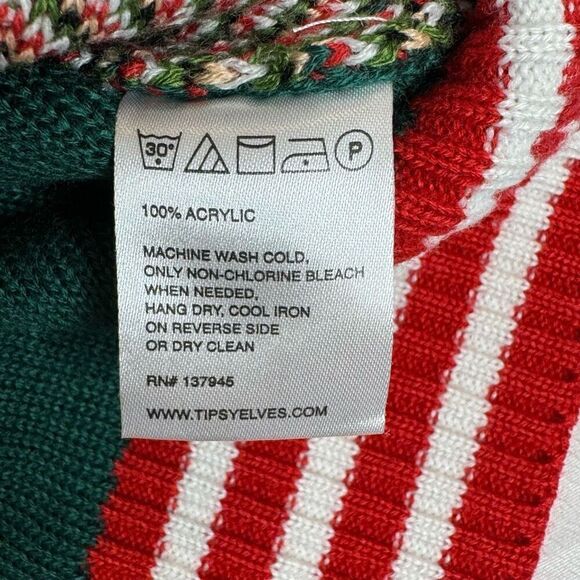 30° P
100% ACRYLIC
MACHINE WASH COLD,
ONLY NON-CHLORINE BLEACH
WHEN NEEDED,
HANG DRY, COOL IRON
ON REVERSE SIDE
OR DRY CLEAN
RN# 137945
WWW.TIPSYELVES.COM